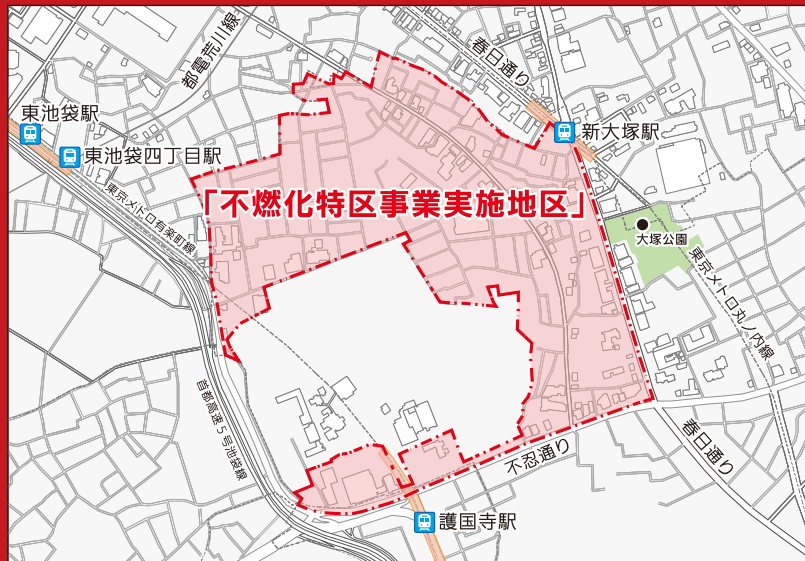 都電荒川線
春日通り
東池袋駅
新大塚駅
東池袋四丁目駅
東京メトロ有楽町線
「不燃化特区事業実施地区」
大塚公園
東京メトロ丸ノ内線
首都高速5号池袋線
春日通り
不忍通り
護国寺駅